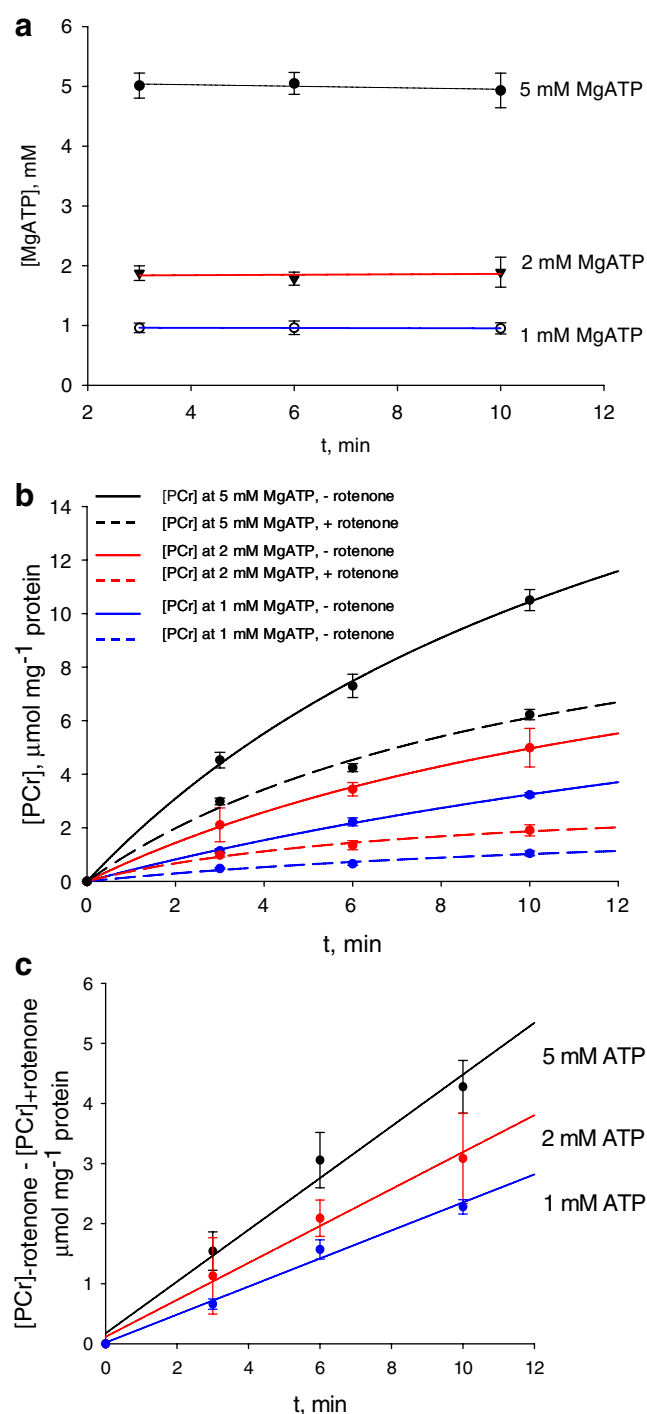 a
6
5
4
3
2
1
0
[MgATP], mM
5 mM MgATP
2 mM MgATP
1 mM MgATP
2 4 6 8 10 12
t, min
b
14
12
10
8
6
4
2
0
[PCr], μmol mg-1 protein
[PCr] at 5 mM MgATP, - rotenone
[PCr] at 5 mM MgATP, + rotenone
[PCr] at 2 mM MgATP, - rotenone
[PCr] at 2 mM MgATP, + rotenone
[PCr] at 1 mM MgATP, - rotenone
[PCr] at 1 mM MgATP, - rotenone
0 2 4 6 8 10 12
t, min
c
6
5
4
3
2
1
0
[PCr]-rotenone - [PCr]+rotenone
μmol mg-1 protein
5 mM ATP
2 mM ATP
1 mM ATP
0 2 4 6 8 10 12
t, min